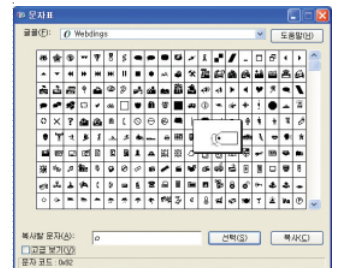 문자표
글꼴(F): Webdings 도움말(H)
복사할 문자(A): 선택(S) 복사(C)
고급 보기(V)
문자 코드 : 0x92